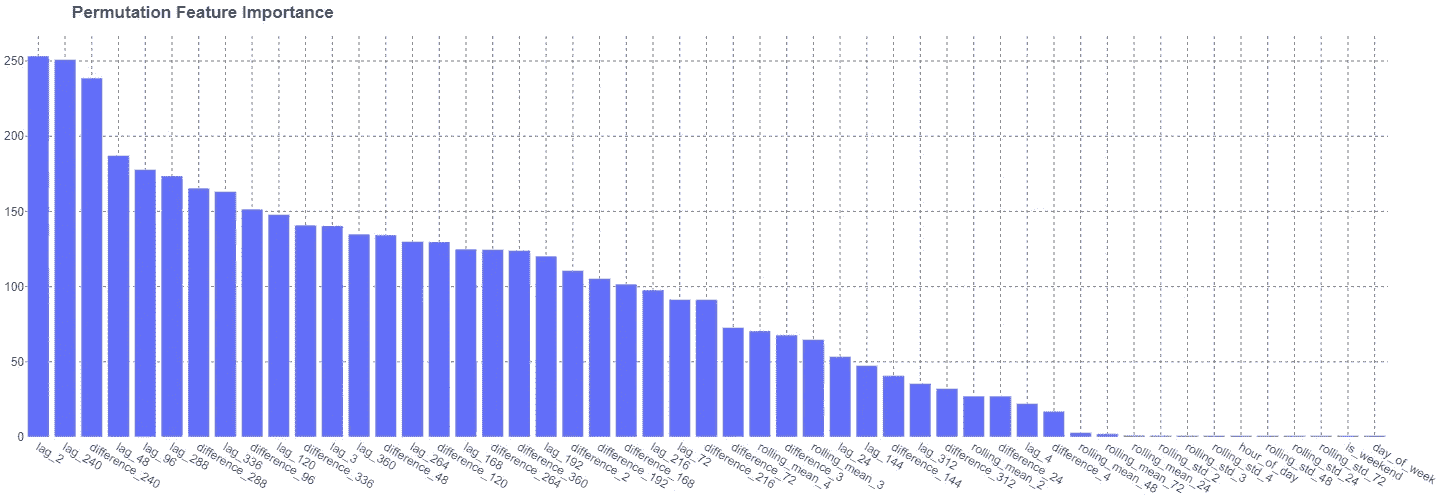 Permutation Feature Importance
250
200
150
100
50
0
lag_2
lag_240
difference_240
lag_48
lag_96
lag_288
difference_288
lag_336
difference_96
lag_120
difference_336
lag_3
lag_360
difference_48
lag_264
difference_120
lag_168
difference_264
difference_360
lag_192
difference_2
difference_192
difference_168
lag_216
lag_72
difference_216
difference_72
rolling_mean_4
difference_3
rolling_mean_3
lag_24
lag_144
difference_144
lag_312
difference_312
rolling_mean_2
difference_24
lag_4
difference_4
rolling_mean_48
rolling_mean_72
rolling_mean_24
rolling_std_2
rolling_std_3
rolling_std_4
hour_of_day
rolling_std_48
rolling_std_24
rolling_std_72
is_weekend
day_of_week